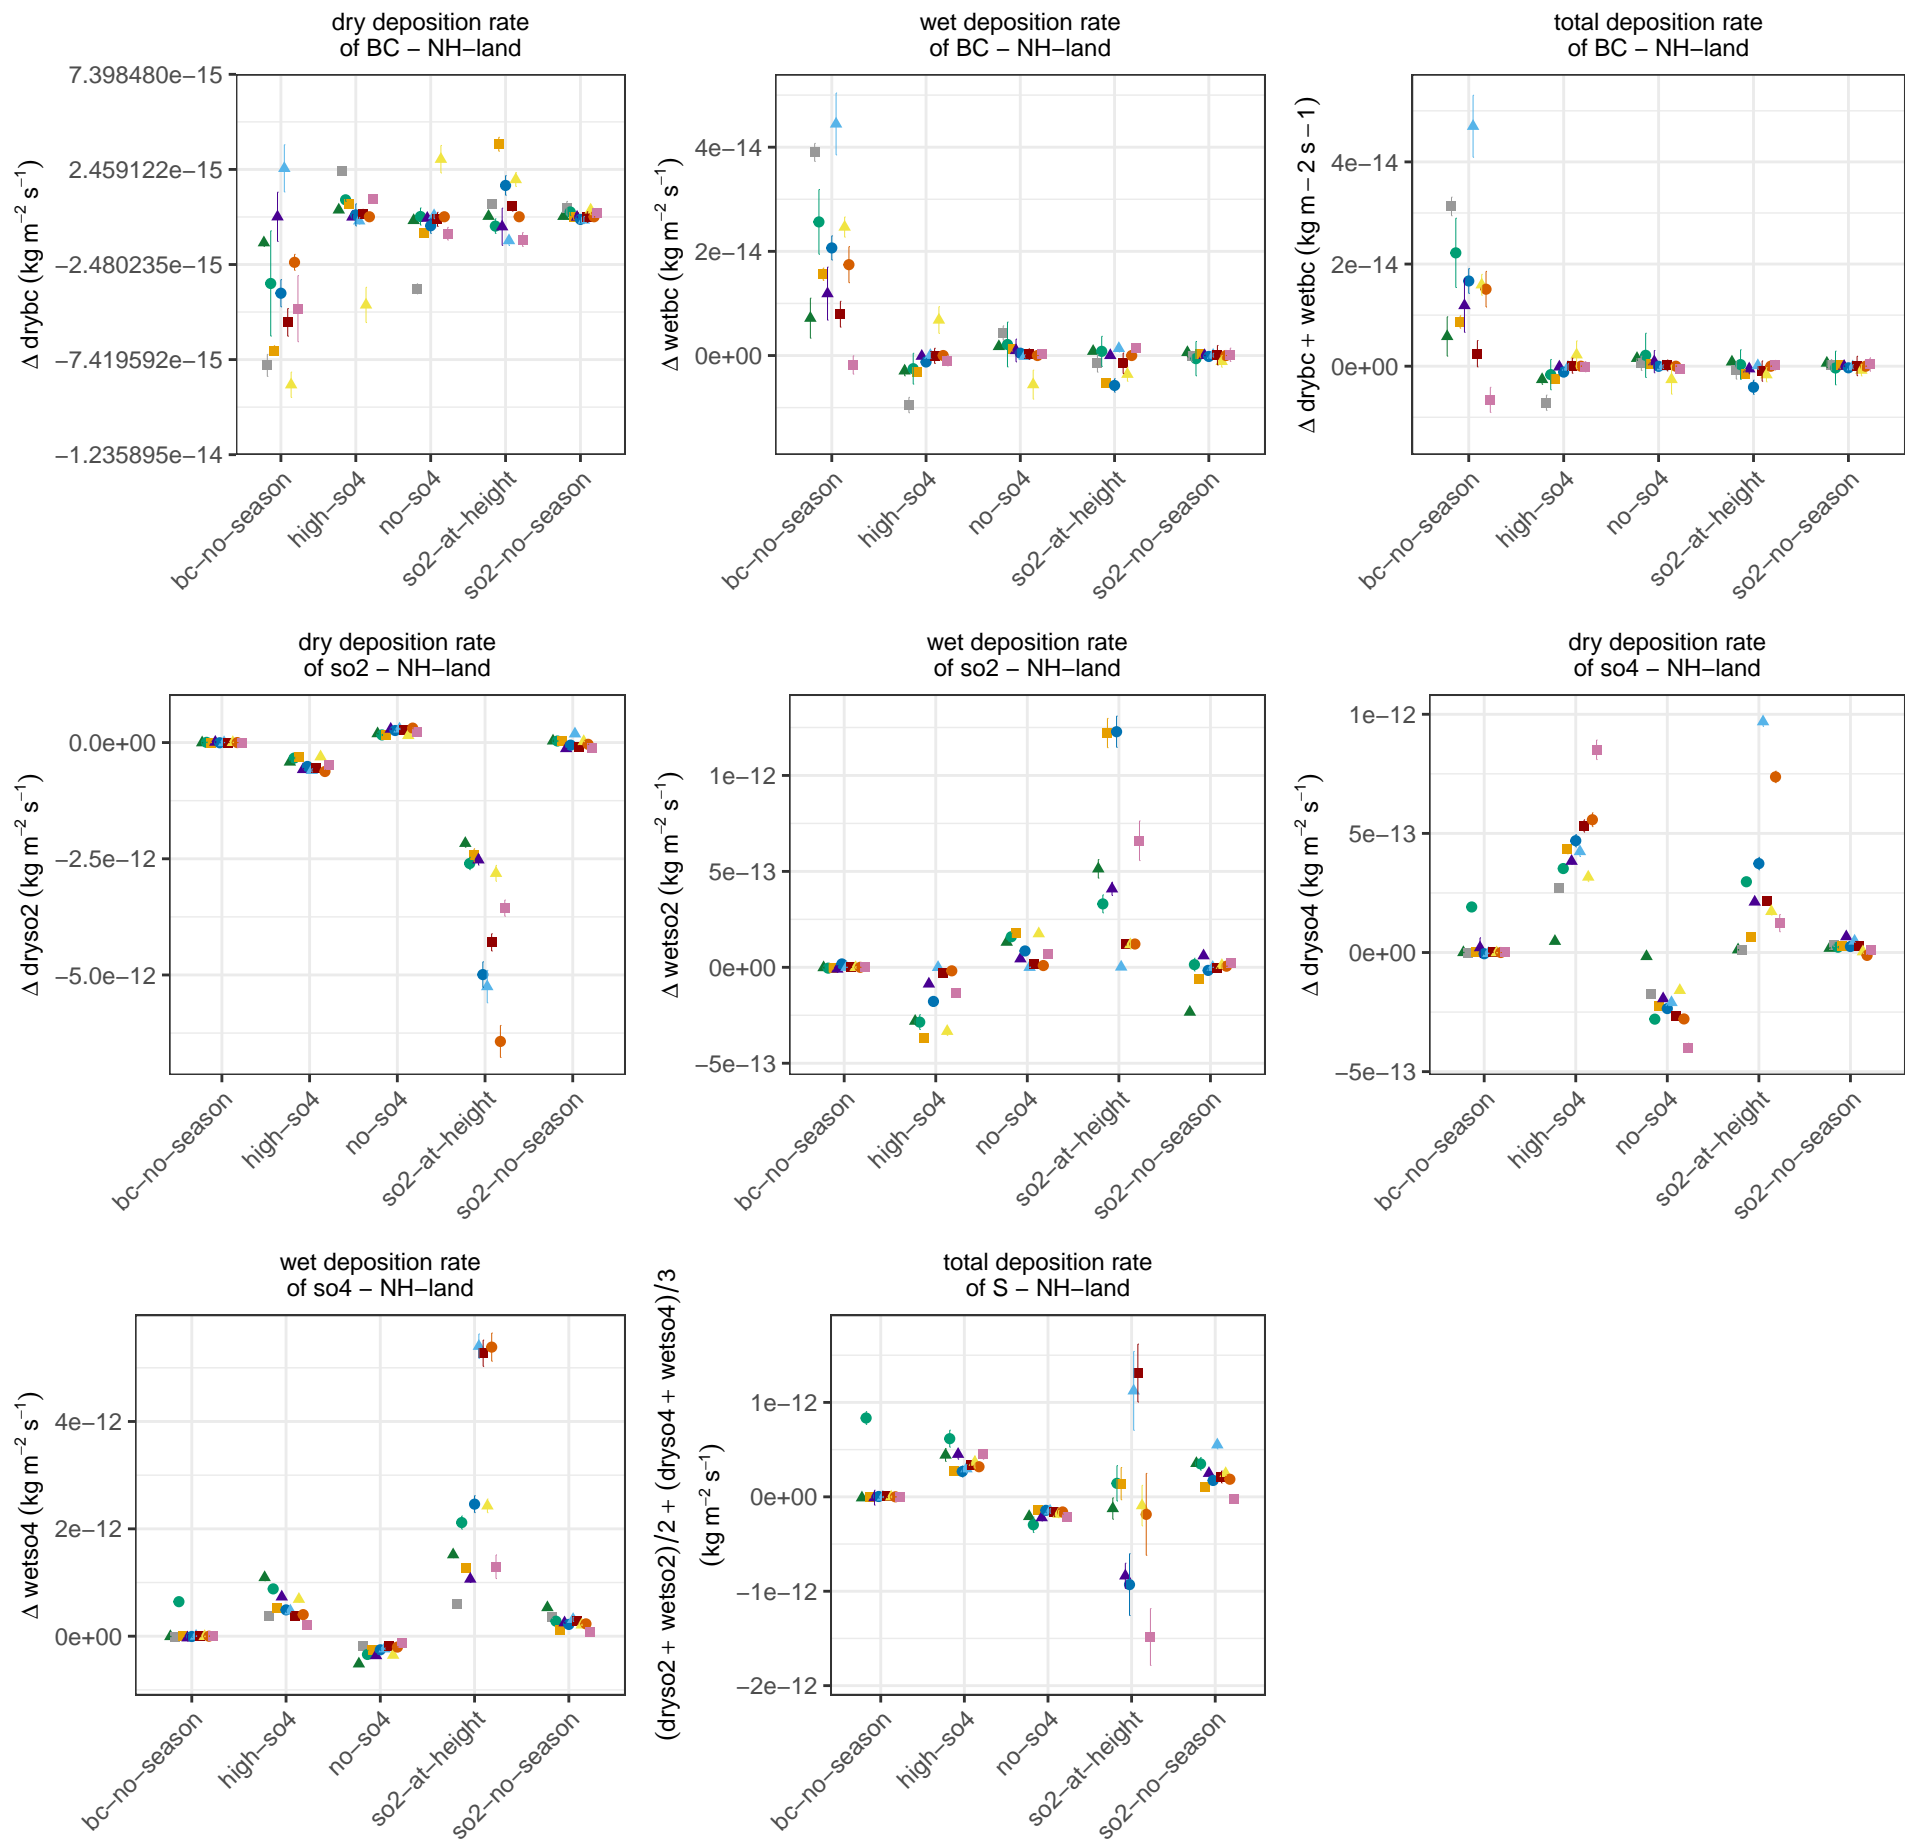 dry deposition rate
of BC − NH−land
Δ drybc (kg m⁻² s⁻¹)
7.398480e−15
2.459122e−15
−2.480235e−15
−7.419592e−15
−1.235895e−14
bc−no−season
high−so4
no−so4
so2−at−height
so2−no−season
wet deposition rate
of BC − NH−land
Δ wetbc (kg m⁻² s⁻¹)
4e−14
2e−14
0e+00
bc−no−season
high−so4
no−so4
so2−at−height
so2−no−season
total deposition rate
of BC − NH−land
Δ drybc + wetbc (kg m − 2 s − 1)
4e−14
2e−14
0e+00
bc−no−season
high−so4
no−so4
so2−at−height
so2−no−season
dry deposition rate
of so2 − NH−land
Δ dryso2 (kg m⁻² s⁻¹)
0.0e+00
−2.5e−12
−5.0e−12
bc−no−season
high−so4
no−so4
so2−at−height
so2−no−season
wet deposition rate
of so2 − NH−land
Δ wetso2 (kg m⁻² s⁻¹)
1e−12
5e−13
0e+00
−5e−13
bc−no−season
high−so4
no−so4
so2−at−height
so2−no−season
dry deposition rate
of so4 − NH−land
Δ dryso4 (kg m⁻² s⁻¹)
1e−12
5e−13
0e+00
−5e−13
bc−no−season
high−so4
no−so4
so2−at−height
so2−no−season
wet deposition rate
of so4 − NH−land
Δ wetso4 (kg m⁻² s⁻¹)
4e−12
2e−12
0e+00
bc−no−season
high−so4
no−so4
so2−at−height
so2−no−season
total deposition rate
of S − NH−land
(dryso2 + wetso2)/2 + (dryso4 + wetso4)/3
(kg m⁻² s⁻¹)
1e−12
0e+00
−1e−12
−2e−12
bc−no−season
high−so4
no−so4
so2−at−height
so2−no−season